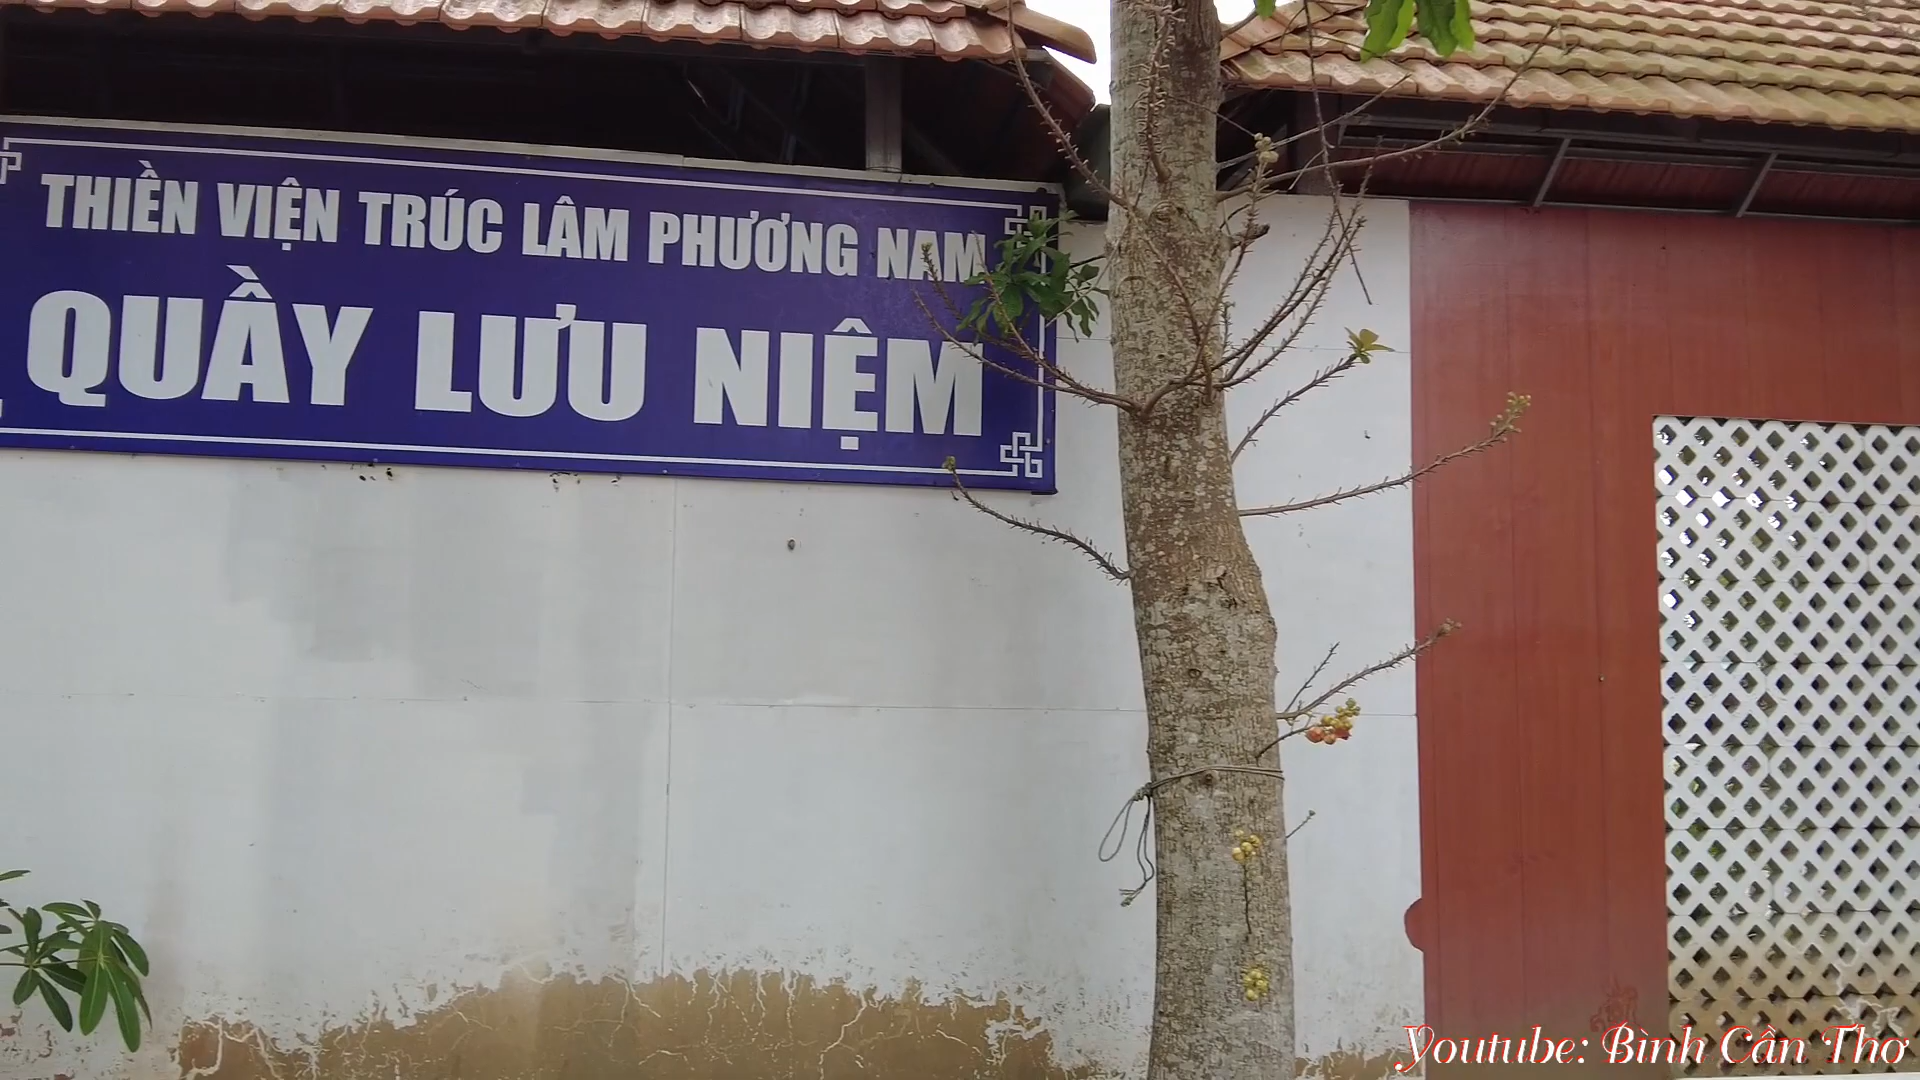 THIỀN VIỆN TRÚC LÂM PHƯƠNG NAM
QUẦY LƯU NIỆM
Youtube: Bình Cần Thơ